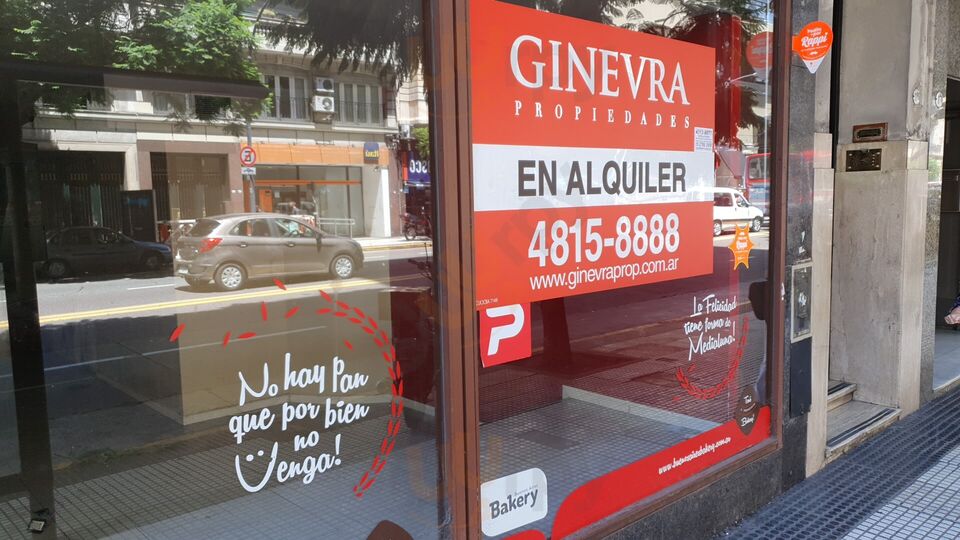 GINEVRA
PROPIEDADES
EN ALQUILER
4815-8888
www.ginevraprop.com.ar
Rappi
P
La Felicidad
tiene forma de
Medialuna!
No hay Pan
que por bien
no
Venga!
Bakery